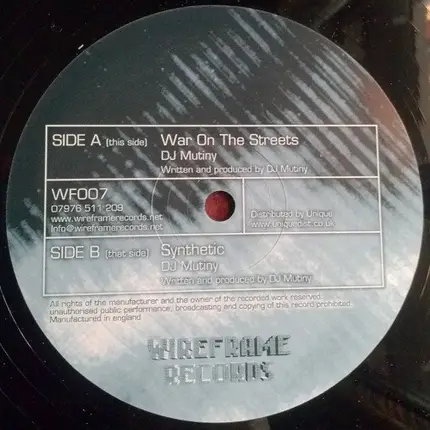 SIDE A (this side) War On The Streets
DJ Mutiny
Written and produced by DJ Mutiny
WF007
07976 511 209
www.wireframerecords.net
Info@wireframerecords.net
Distributed by Unique
www.uniquedist.co.uk
SIDE B (that side) Synthetic
DJ Mutiny
Written and produced by DJ Mutiny
All rights of the manufacturer and the owner of the recorded work reserved.
unauthorised public performance, broadcasting and copying of this record prohibited.
Manufactured in england
WIREFRAME
RECORDS